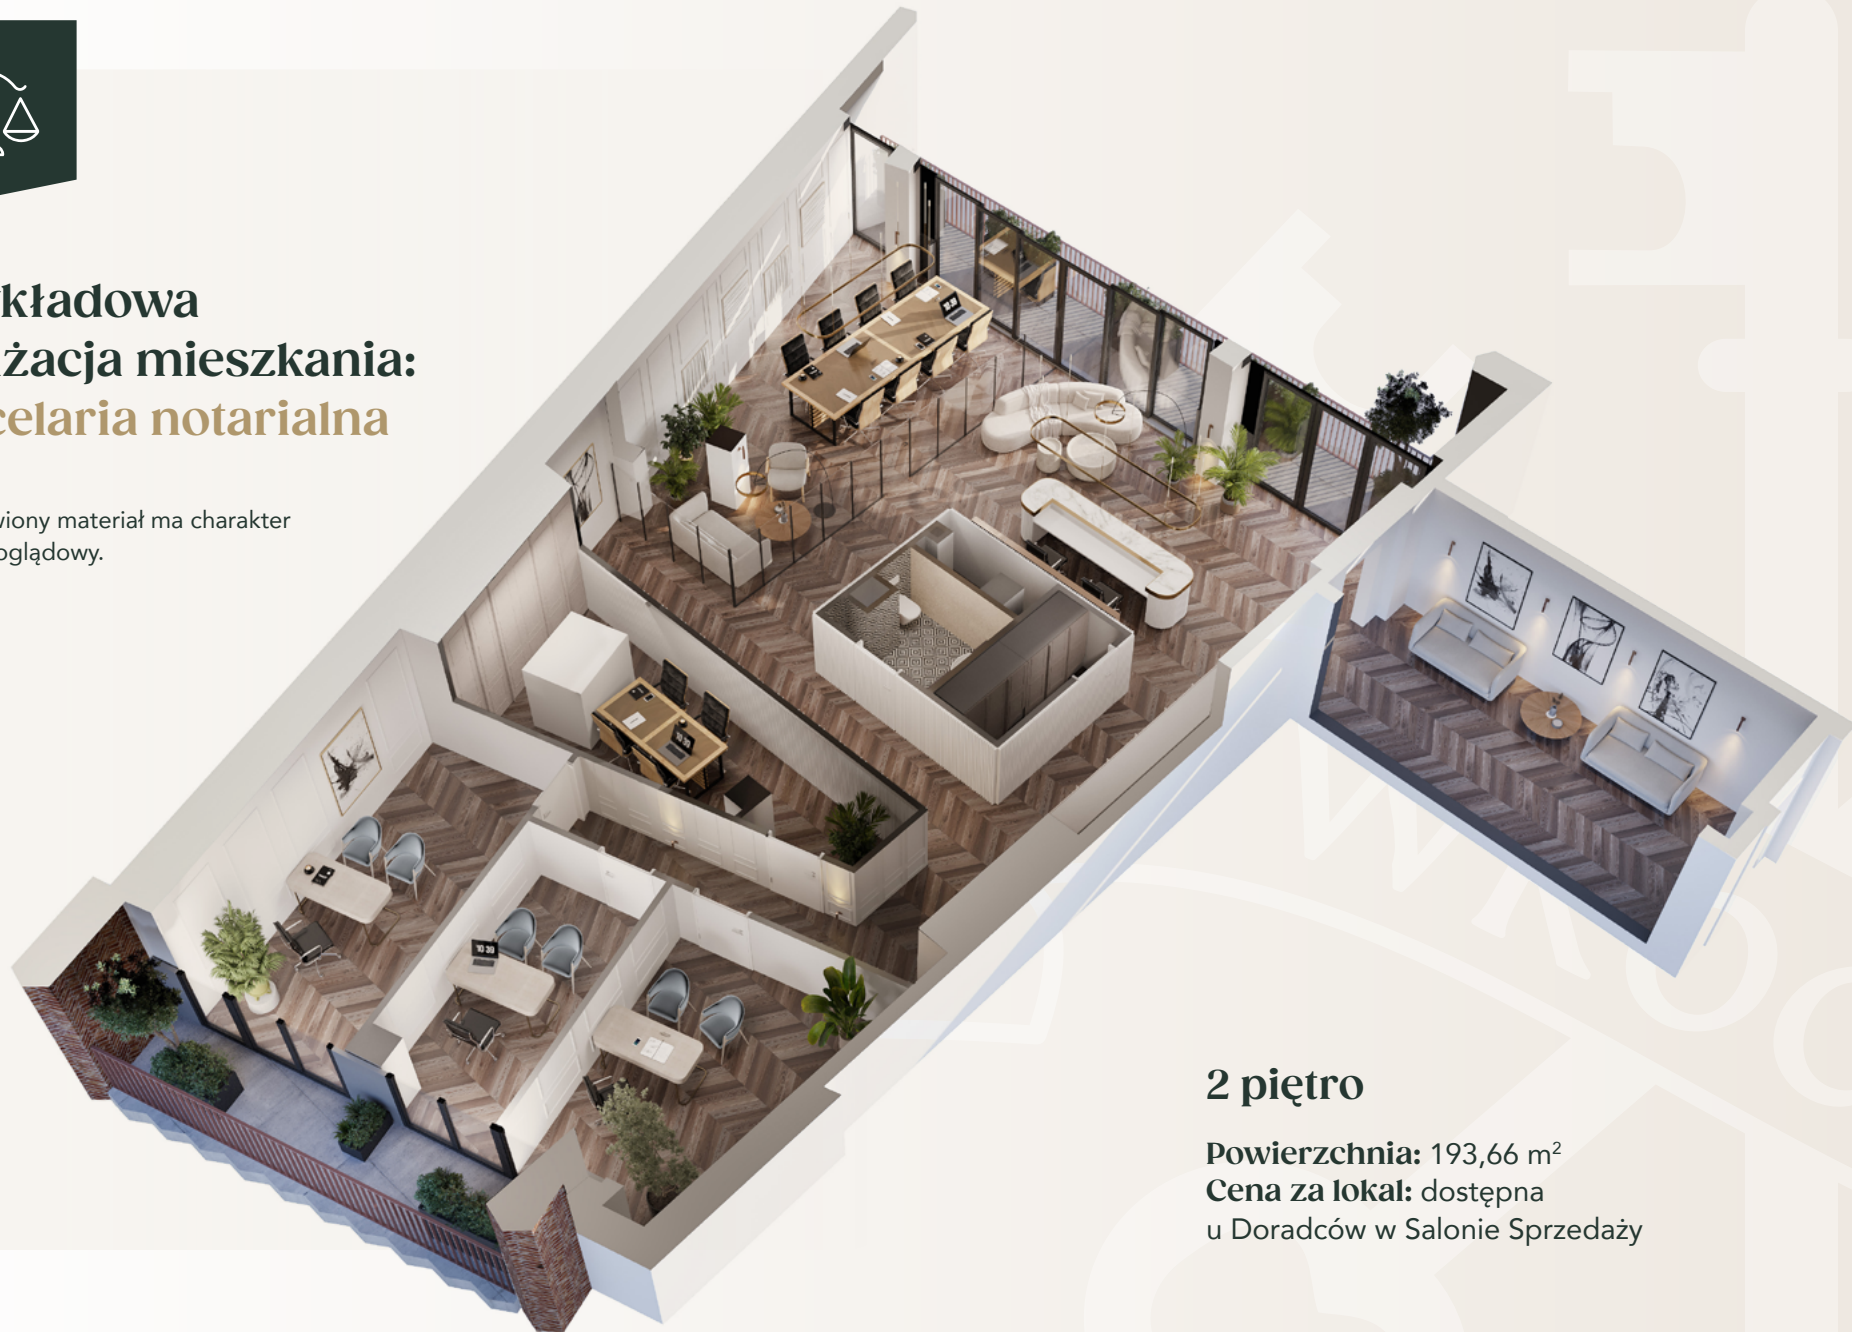 kładowa
żacja mieszkania:
celaria notarialna
wiony materiał ma charakter
oglądowy.
2 piętro
Powierzchnia: 193,66 m²
Cena za lokal: dostępna
u Doradców w Salonie Sprzedaży